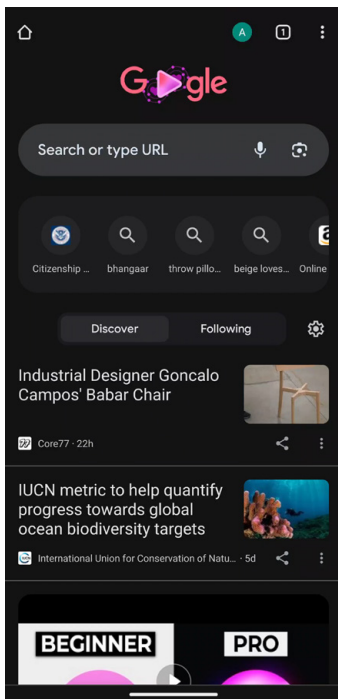 A
1
Google
Search or type URL
Citizenship ...
bhangaar
throw pillo...
beige loves...
Online
Discover
Following
Industrial Designer Goncalo
Campos' Babar Chair
Core77 · 22h
IUCN metric to help quantify
progress towards global
ocean biodiversity targets
International Union for Conservation of Natu... · 5d
BEGINNER
PRO